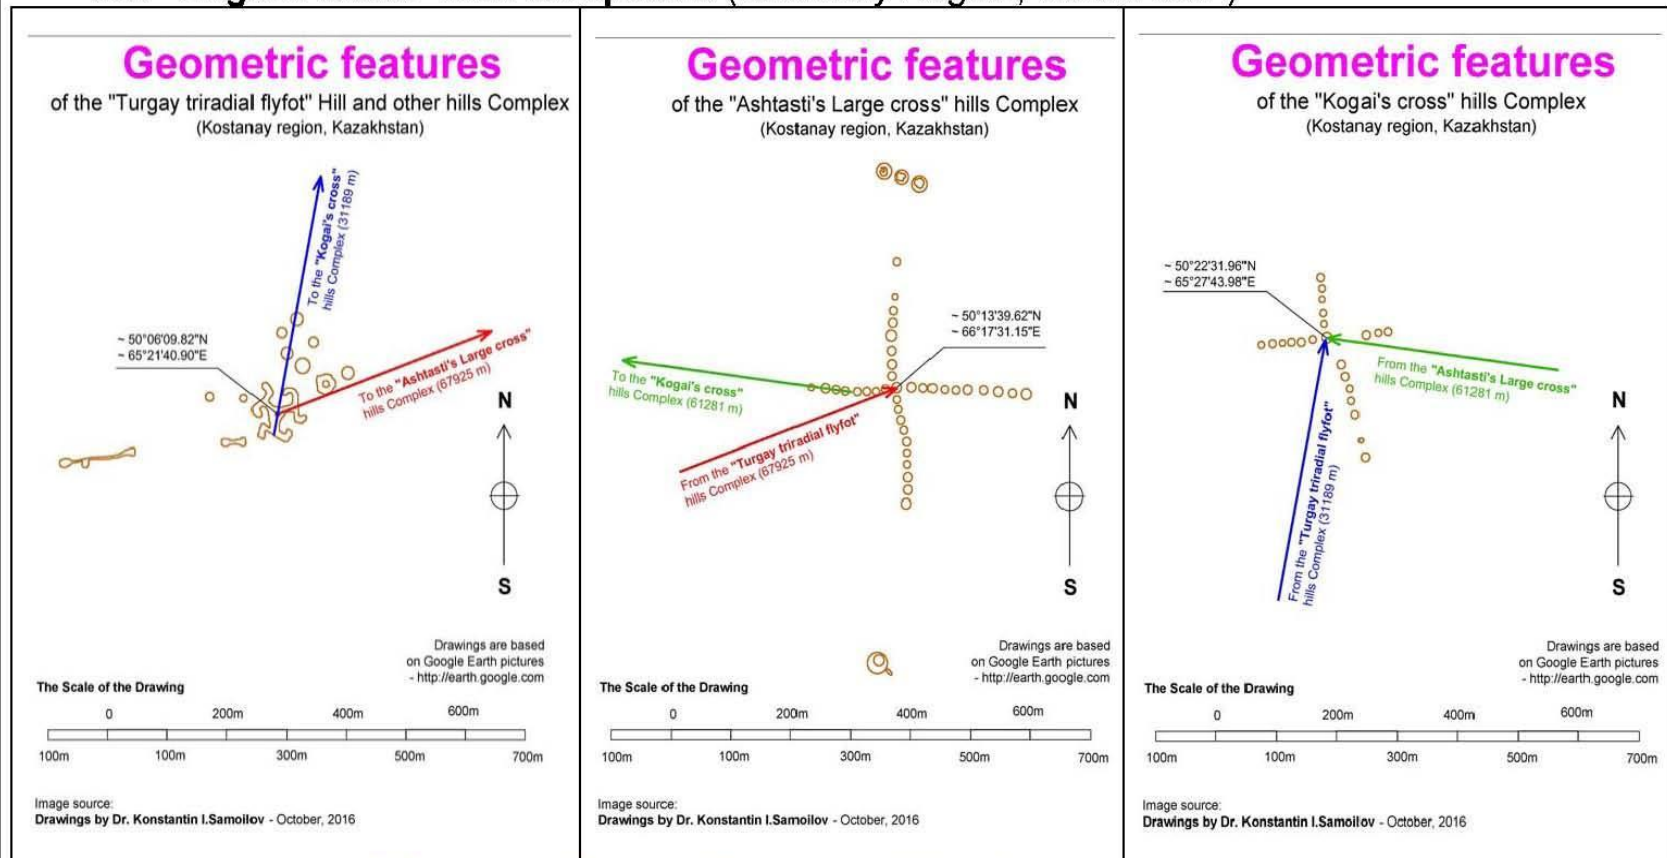 Geometric features
of the "Turgay triradial flyfot" Hill and other hills Complex
(Kostanay region, Kazakhstan)
To the "Kogai's cross"
hills Complex (31189 m)
~ 50°06'09.82"N
~ 65°21'40.90"E
To the "Ashtasti's Large cross"
hills Complex (67925 m)
N
S
Drawings are based
on Google Earth pictures
- http://earth.google.com
The Scale of the Drawing
0 200m 400m 600m
100m 100m 300m 500m 700m
Image source:
Drawings by Dr. Konstantin I.Samoilov - October, 2016
Geometric features
of the "Ashtasti's Large cross" hills Complex
(Kostanay region, Kazakhstan)
~ 50°13'39.62"N
~ 66°17'31.15"E
To the "Kogai's cross"
hills Complex (61281 m)
From the "Turgay triradial flyfot"
hills Complex (67925 m)
N
S
Drawings are based
on Google Earth pictures
- http://earth.google.com
The Scale of the Drawing
0 200m 400m 600m
100m 100m 300m 500m 700m
Image source:
Drawings by Dr. Konstantin I.Samoilov - October, 2016
Geometric features
of the "Kogai's cross" hills Complex
(Kostanay region, Kazakhstan)
~ 50°22'31.96"N
~ 65°27'43.98"E
From the "Ashtasti's Large cross"
hills Complex (61281 m)
From the "Turgay triradial flyfot"
hills Complex (31189 m)
N
S
Drawings are based
on Google Earth pictures
- http://earth.google.com
The Scale of the Drawing
0 200m 400m 600m
100m 100m 300m 500m 700m
Image source:
Drawings by Dr. Konstantin I.Samoilov - October, 2016